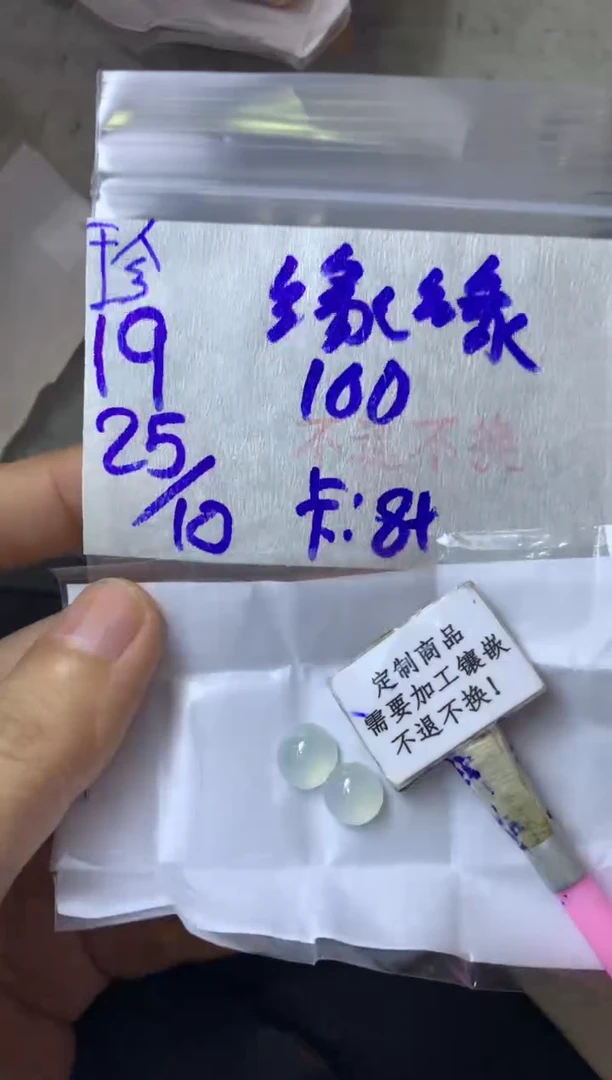 珍
19
25/10
缘缘
100
不退不换
卡:8+
定制商品
需要加工镶嵌
不退不换!